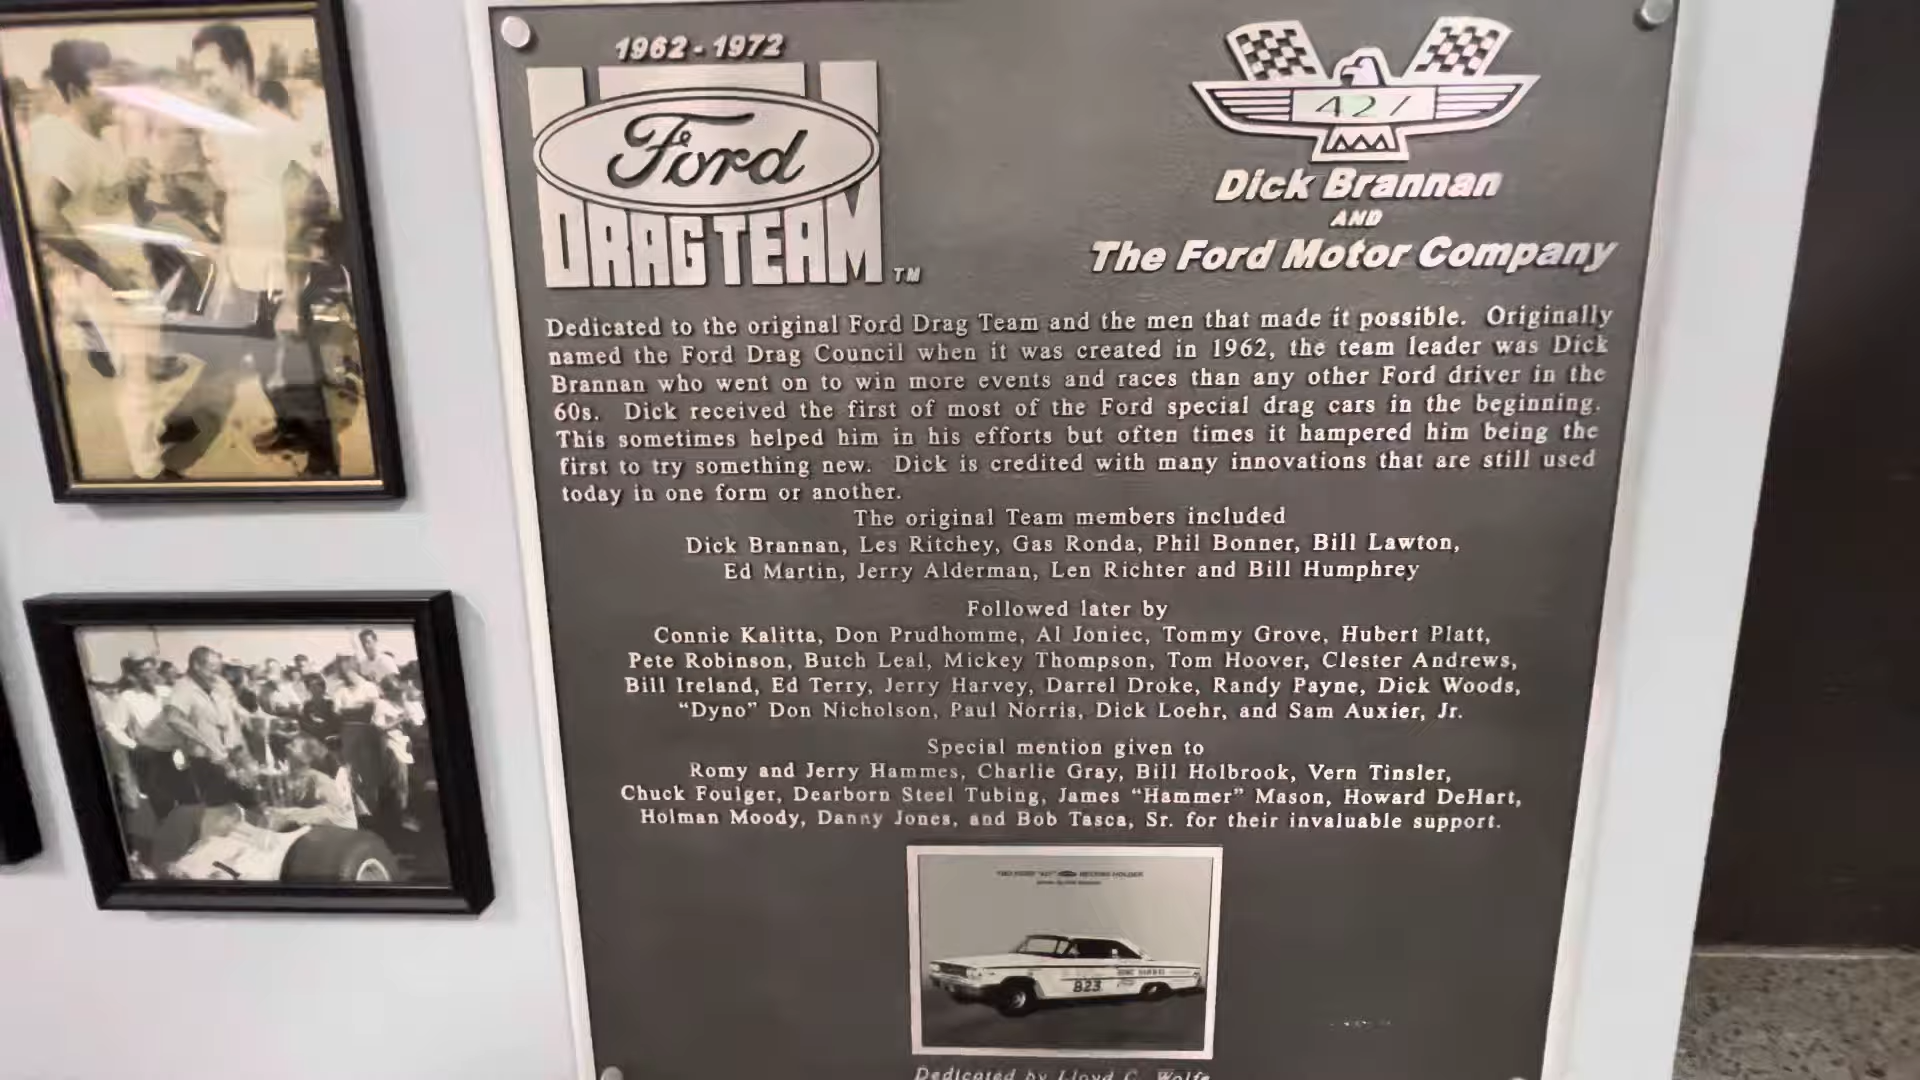 1962 - 1972
Ford
DRAG TEAM TM
427
Dick Brannan
AND
The Ford Motor Company
Dedicated to the original Ford Drag Team and the men that made it possible. Originally
named the Ford Drag Council when it was created in 1962, the team leader was Dick
Brannan who went on to win more events and races than any other Ford driver in the
60s. Dick received the first of most of the Ford special drag cars in the beginning.
This sometimes helped him in his efforts but often times it hampered him being the
first to try something new. Dick is credited with many innovations that are still used
today in one form or another.
The original Team members included
Dick Brannan, Les Ritchey, Gas Ronda, Phil Bonner, Bill Lawton,
Ed Martin, Jerry Alderman, Len Richter and Bill Humphrey
Followed later by
Connie Kalitta, Don Prudhomme, Al Joniec, Tommy Grove, Hubert Platt,
Pete Robinson, Butch Leal, Mickey Thompson, Tom Hoover, Clester Andrews,
Bill Ireland, Ed Terry, Jerry Harvey, Darrel Droke, Randy Payne, Dick Woods,
“Dyno” Don Nicholson, Paul Norris, Dick Loehr, and Sam Auxier, Jr.
Special mention given to
Romy and Jerry Hammes, Charlie Gray, Bill Holbrook, Vern Tinsler,
Chuck Foulger, Dearborn Steel Tubing, James “Hammer” Mason, Howard DeHart,
Holman Moody, Danny Jones, and Bob Tasca, Sr. for their invaluable support.
RECORD HOLDER
823
Dedicated by Lloyd C. Wolfe